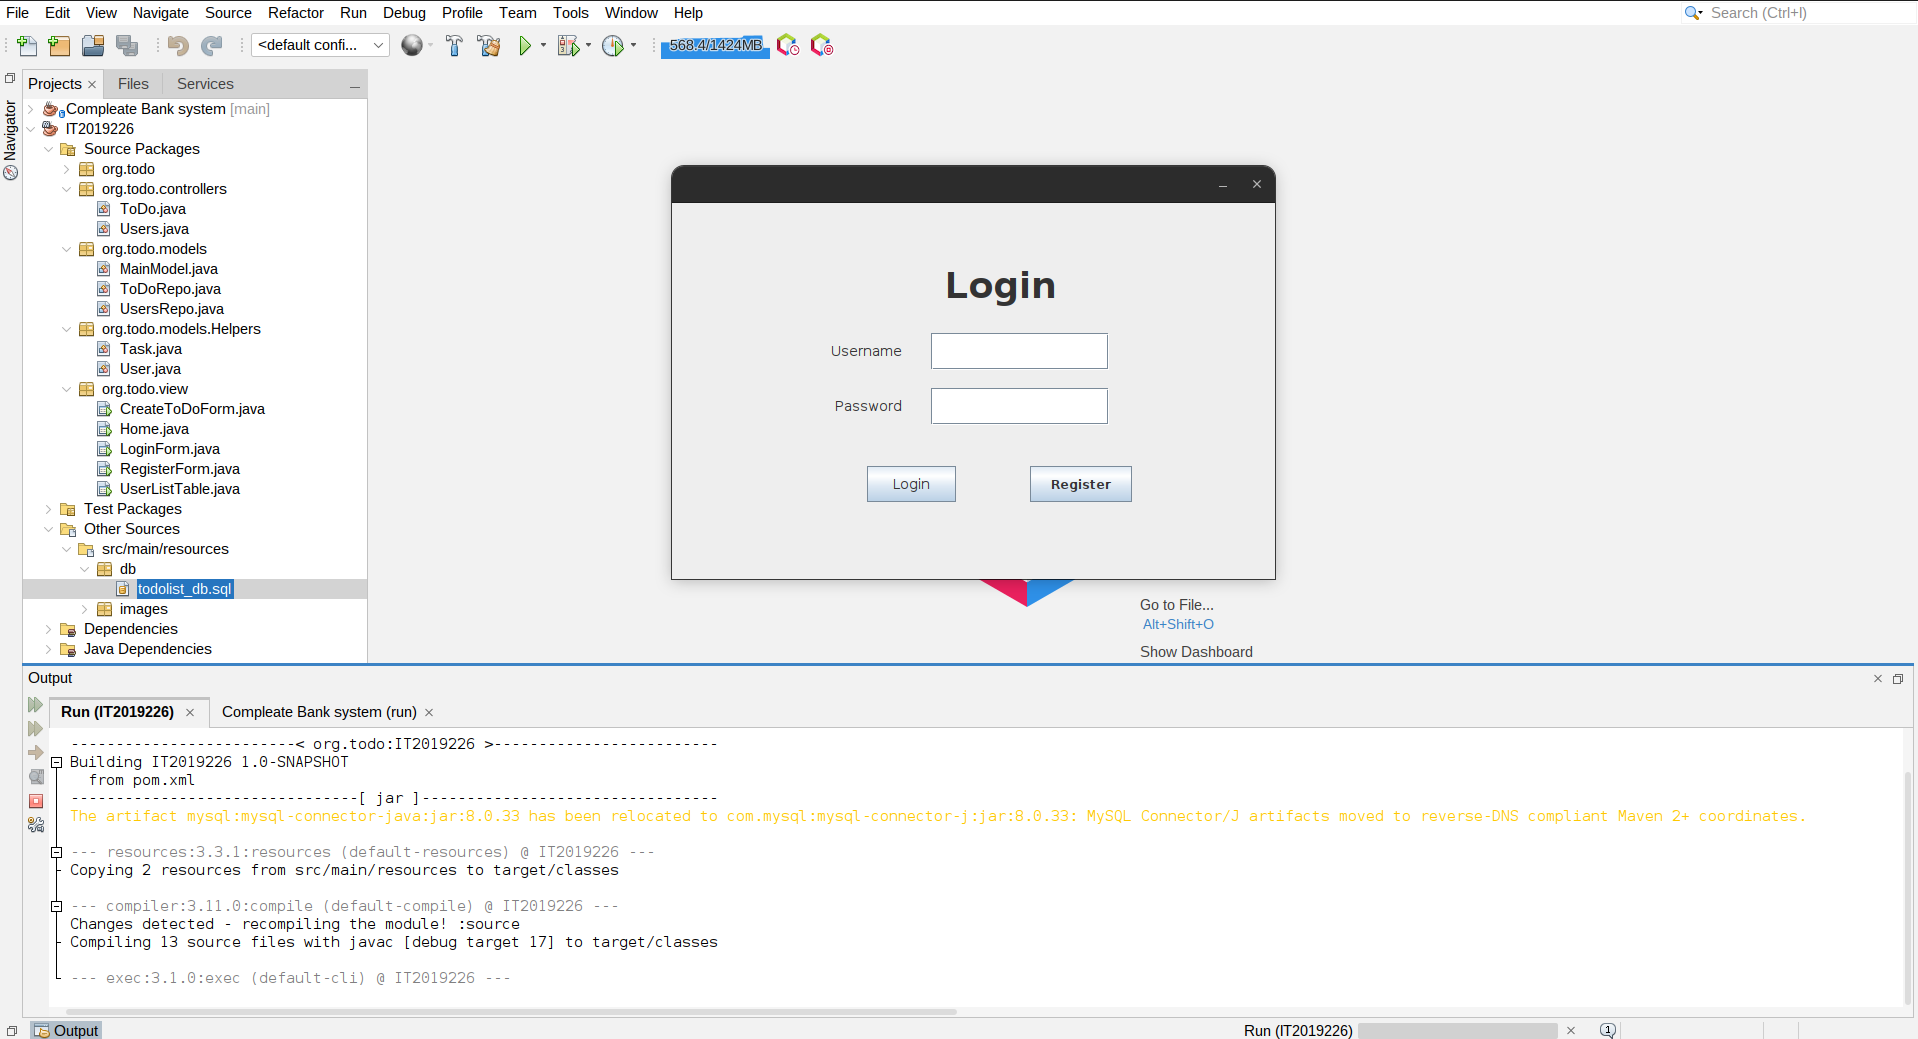 File Edit View Navigate Source Refactor Run Debug Profile Team Tools Window Help
Search (Ctrl+I)
<default confi...
568.4/1424MB
Projects
Files
Services
Navigator
Compleate Bank system [main]
IT2019226
Source Packages
org.todo
org.todo.controllers
ToDo.java
Users.java
org.todo.models
MainModel.java
ToDoRepo.java
UsersRepo.java
org.todo.models.Helpers
Task.java
User.java
org.todo.view
CreateToDoForm.java
Home.java
LoginForm.java
RegisterForm.java
UserListTable.java
Test Packages
Other Sources
src/main/resources
db
todolist_db.sql
images
Dependencies
Java Dependencies
Login
Username
Password
Login
Register
Go to File...
Alt+Shift+O
Show Dashboard
Output
Run (IT2019226)
Compleate Bank system (run)
-------------------------< org.todo:IT2019226 >-------------------------
Building IT2019226 1.0-SNAPSHOT
from pom.xml
--------------------------------[ jar ]---------------------------------
The artifact mysql:mysql-connector-java:jar:8.0.33 has been relocated to com.mysql:mysql-connector-j:jar:8.0.33: MySQL Connector/J artifacts moved to reverse-DNS compliant Maven 2+ coordinates.
--- resources:3.3.1:resources (default-resources) @ IT2019226 ---
Copying 2 resources from src/main/resources to target/classes
--- compiler:3.11.0:compile (default-compile) @ IT2019226 ---
Changes detected - recompiling the module! :source
Compiling 13 source files with javac [debug target 17] to target/classes
--- exec:3.1.0:exec (default-cli) @ IT2019226 ---
Output
Run (IT2019226)
1